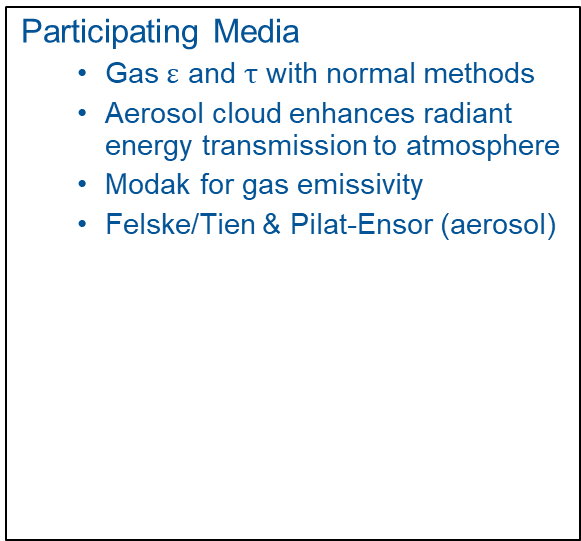 Participating Media
• Gas ε and τ with normal methods
• Aerosol cloud enhances radiant
energy transmission to atmosphere
• Modak for gas emissivity
• Felske/Tien & Pilat-Ensor (aerosol)